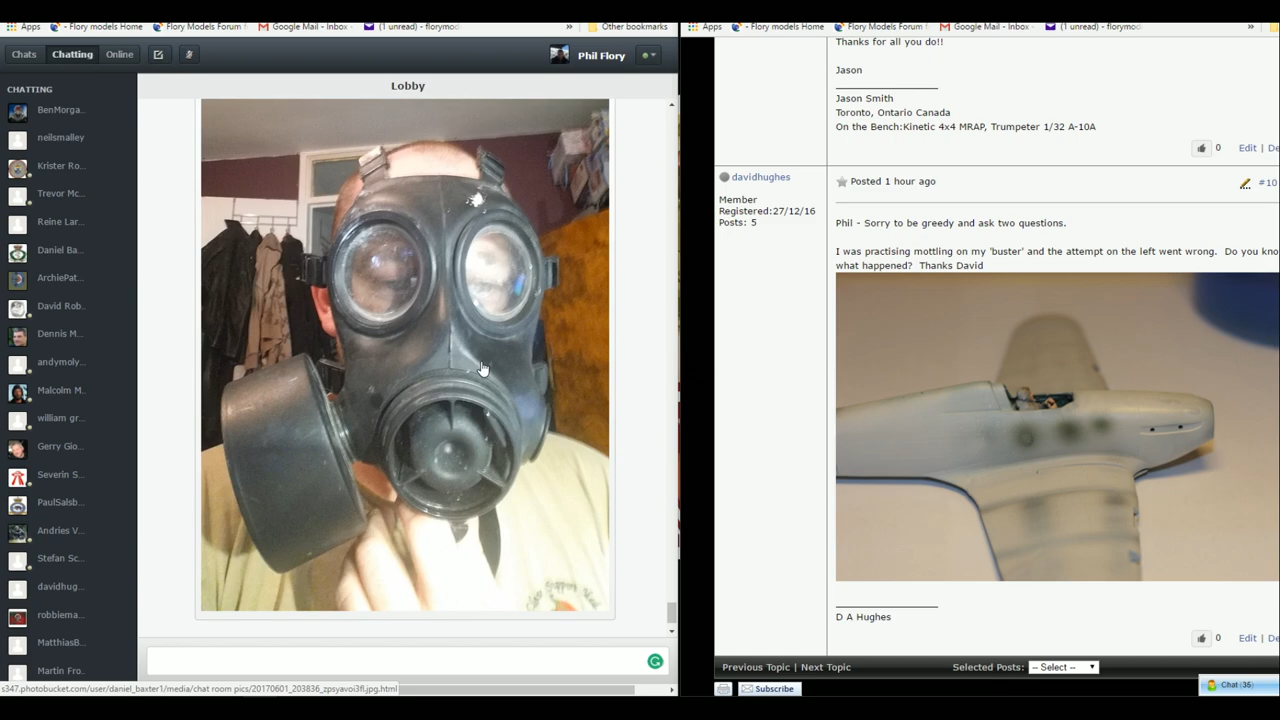 Apps
- Flory models Home
Flory Models Forum
Google Mail - Inbox -
(1 unread) - florymod
»
Other bookmarks
Chats
Chatting
Online
Phil Flory
CHATTING
BenMorga...
neilsmalley
Krister Ro...
Trevor Mc...
Reine Lar...
Daniel Ba...
ArchiePat...
David Rob...
Dennis M...
andymoly...
Malcolm M...
william gr...
Gerry Gio...
Severin S...
PaulSalsb...
Andries V...
Stefan Sc...
davidhug...
robbiema...
MatthiasB...
Martin Fro...
Lobby
s347.photobucket.com/user/daniel_baxter1/media/chat room pics/20170601_203836_zpsyavoi3fl.jpg.html
Apps
- Flory models Home
Flory Models Forum
Google Mail - Inbox -
(1 unread) - florymod
»
Thanks for all you do!!
Jason
Jason Smith
Toronto, Ontario Canada
On the Bench:Kinetic 4x4 MRAP, Trumpeter 1/32 A-10A
0
Edit | De
davidhughes
Member
Registered:27/12/16
Posts: 5
Posted 1 hour ago
#10
Phil - Sorry to be greedy and ask two questions.
I was practising mottling on my 'buster' and the attempt on the left went wrong. Do you kno
what happened? Thanks David
D A Hughes
0
Edit | De
Previous Topic | Next Topic
Selected Posts:
-- Select --
Subscribe
Chat (35)